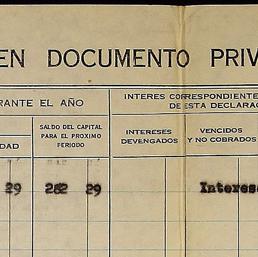 EN DOCUMENTO PRIV
RANTE EL AÑO
INTERES CORRESPONDIENTE
DE ESTA DECLARAC
DAD
SALDO DEL CAPITAL
PARA EL PROXIMO
PERIODO
INTERESES
DEVENGADOS
VENCIDOS
Y NO COBRADOS
29 29 Interes